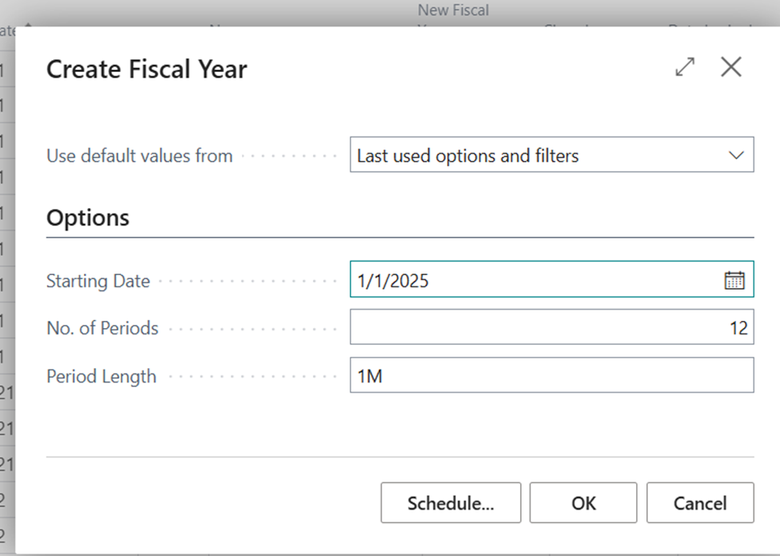 New Fiscal
Create Fiscal Year
Use default values from
Last used options and filters
Options
Starting Date
1/1/2025
No. of Periods
12
Period Length
1M
Schedule...
OK
Cancel